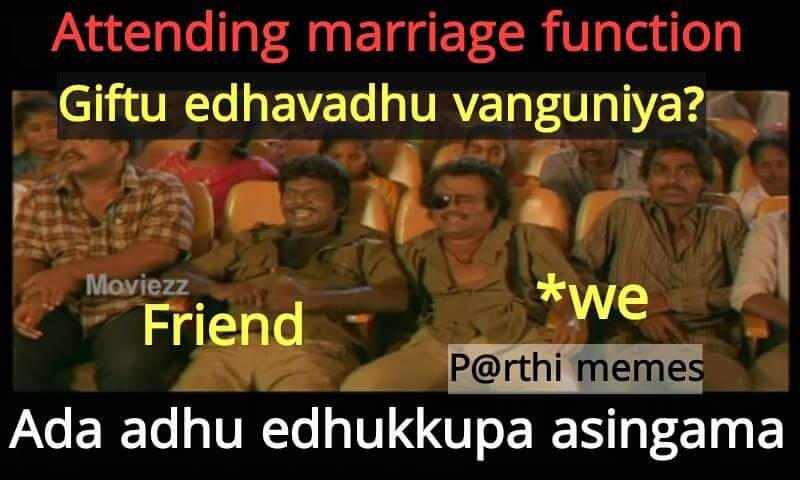 Attending marriage function
Giftu edhavadhu vanguniya?
Moviezz
Friend
*we
P@rthi memes
Ada adhu edhukkupa asingama